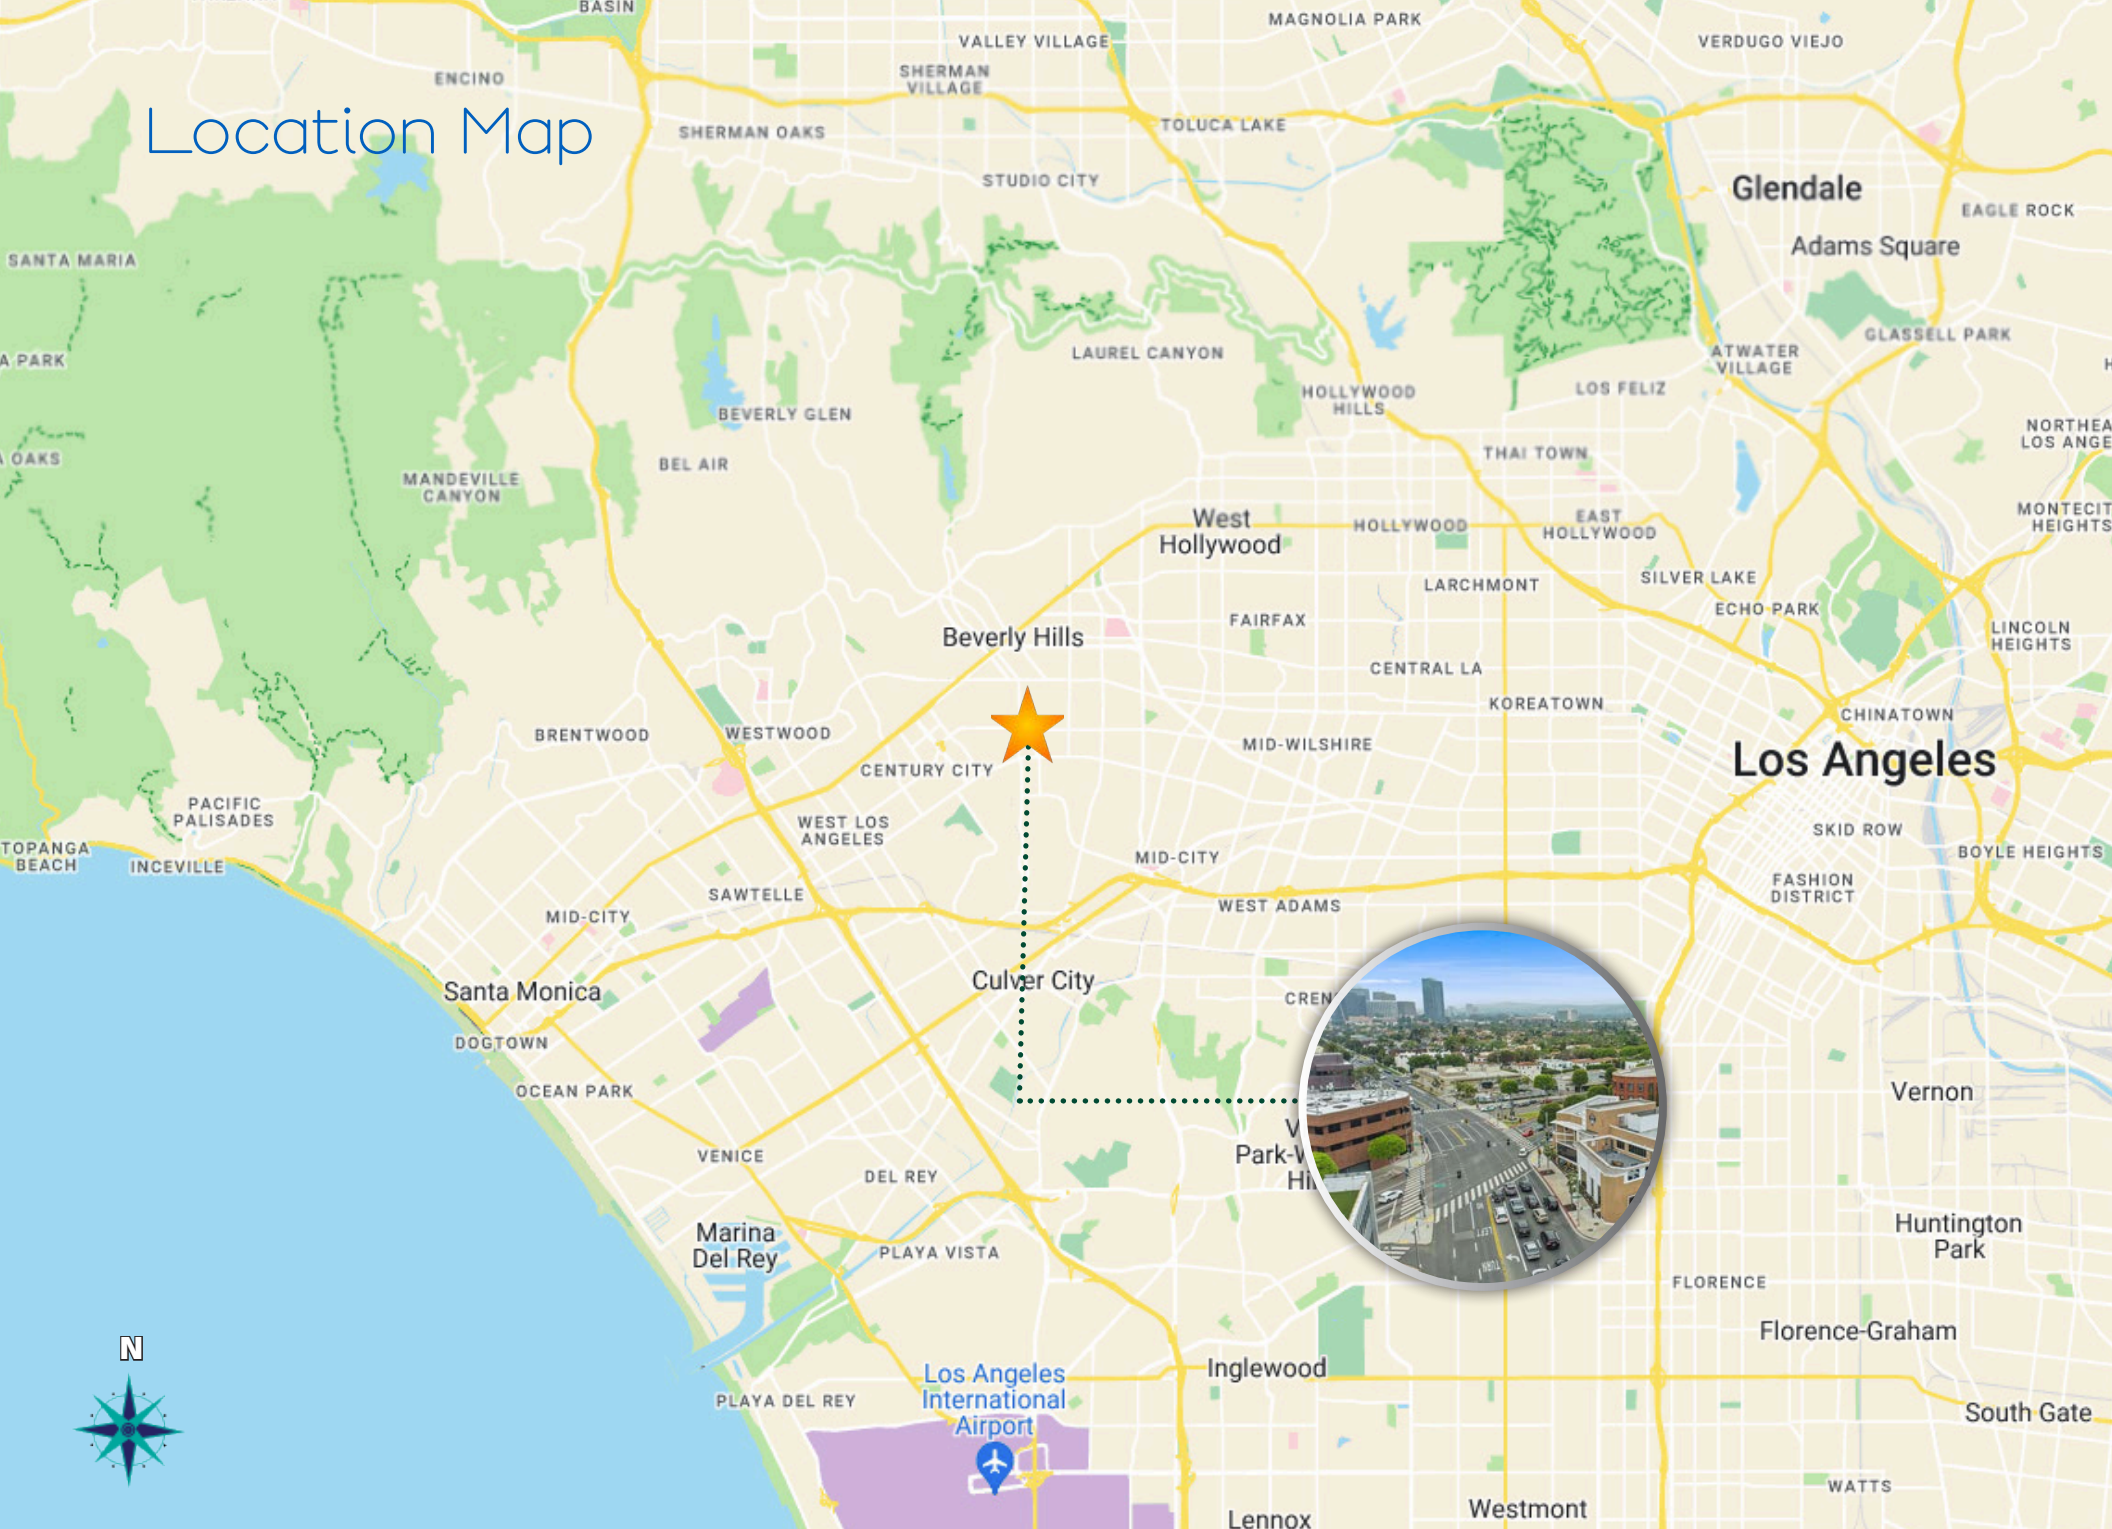 BASIN
MAGNOLIA PARK
VALLEY VILLAGE
VERDUGO VIEJO
ENCINO
SHERMAN
VILLAGE
Location Map
SHERMAN OAKS
TOLUCA LAKE
STUDIO CITY
Glendale
EAGLE ROCK
Adams Square
SANTA MARIA
GLASSELL PARK
A PARK
LAUREL CANYON
ATWATER
VILLAGE
HOLLYWOOD
HILLS
LOS FELIZ
BEVERLY GLEN
NORTHEA
LOS ANGE
A OAKS
BEL AIR
THAI TOWN
MANDEVILLE
CANYON
West
Hollywood
HOLLYWOOD
EAST
HOLLYWOOD
MONTECIT
HEIGHTS
SILVER LAKE
LARCHMONT
ECHO PARK
FAIRFAX
LINCOLN
HEIGHTS
Beverly Hills
CENTRAL LA
KOREATOWN
CHINATOWN
BRENTWOOD
WESTWOOD
MID-WILSHIRE
Los Angeles
CENTURY CITY
PACIFIC
PALISADES
WEST LOS
ANGELES
SKID ROW
TOPANGA
BEACH
INCEVILLE
MID-CITY
BOYLE HEIGHTS
SAWTELLE
FASHION
DISTRICT
WEST ADAMS
MID-CITY
Culver City
Santa Monica
CREN
DOGTOWN
OCEAN PARK
Vernon
V
Park-W
Hil
VENICE
DEL REY
Marina
Del Rey
PLAYA VISTA
Huntington
Park
FLORENCE
Florence-Graham
N
Los Angeles
International
Airport
Inglewood
PLAYA DEL REY
South Gate
WATTS
Westmont
Lennox